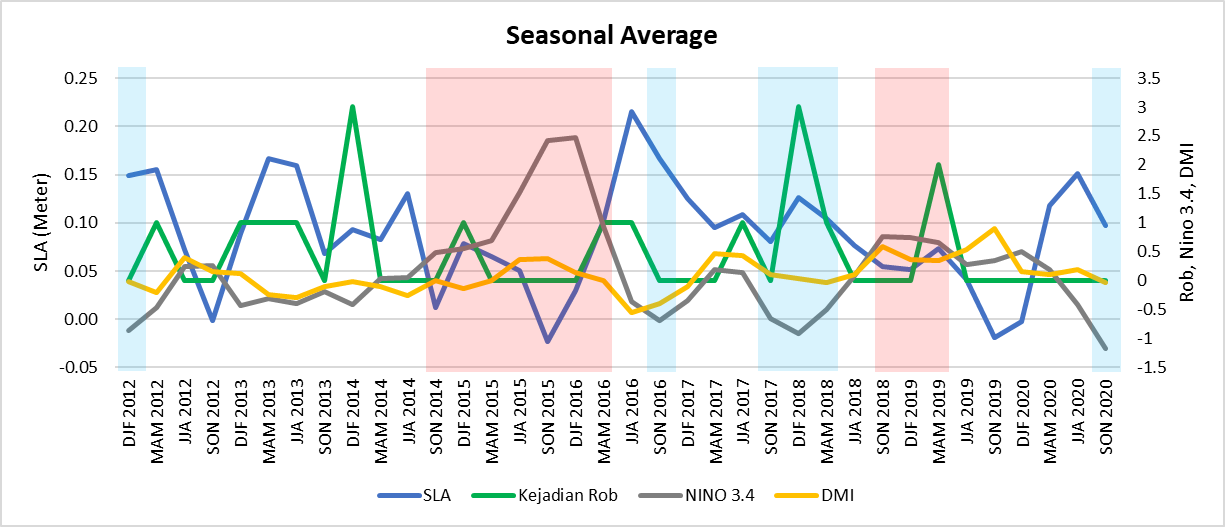 Seasonal Average
SLA (Meter)
0.25
0.20
0.15
0.10
0.05
0.00
-0.05
3.5
3
2.5
2
1.5
1
0.5
0
-0.5
-1
-1.5
Rob, Nino 3.4, DMI
DJF 2012
MAM 2012
JJA 2012
SON 2012
DJF 2013
MAM 2013
JJA 2013
SON 2013
DJF 2014
MAM 2014
JJA 2014
SON 2014
DJF 2015
MAM 2015
JJA 2015
SON 2015
DJF 2016
MAM 2016
JJA 2016
SON 2016
DJF 2017
MAM 2017
JJA 2017
SON 2017
DJF 2018
MAM 2018
JJA 2018
SON 2018
DJF 2019
MAM 2019
JJA 2019
SON 2019
DJF 2020
MAM 2020
JJA 2020
SON 2020
SLA Kejadian Rob NINO 3.4 DMI